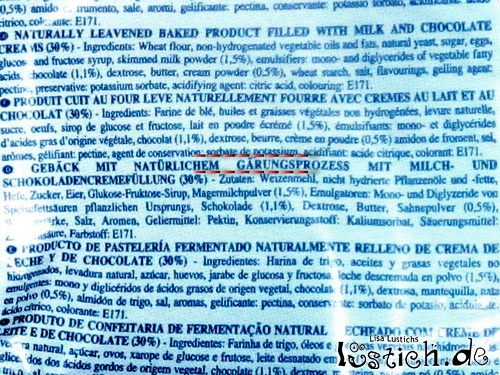 0,5%) amido di frumento, sale, aromi, gelificante: pectina, conservante: potassio sorbato, acidificante: acido
citrico, colorante: E171.
NATURALLY LEAVENED BAKED PRODUCT FILLED WITH MILK AND CHOCOLATE
CREAMS (30%) - Ingredients: Wheat flour, non-hydrogenated vegetable oils and fats, natural yeast, sugar, eggs,
glucose and fructose syrup, skimmed milk powder (1,5%), emulsifiers: mono- and diglycerides of vegetable fatty
acids, chocolate (1,1%), dextrose, butter, cream powder (0,5%), wheat starch, salt, flavourings, gelling agent:
pectin, preservative: potassium sorbate, acidifying agent: citric acid, colouring: E171.
PRODUIT CUIT AU FOUR LEVE NATURELLEMENT FOURRE AVEC CREMES AU LAIT ET AU
CHOCOLAT (30%) - Ingrédients: Farine de blé, huiles et graisses végétales non hydrogénées, levure naturelle,
sucre, oeufs, sirop de glucose et fructose, lait en poudre écrémé (1,5%), émulsifiants: mono- et diglycérides
d'acides gras d'origine végétale, chocolat (1,1%), dextrose, beurre, crème en poudre (0,5%) amidon de froment, sel,
arômes, gélifiant: pectine, agent de conservation: sorbate de potassium, acidifiant: acide citrique, colorant: E171.
GEBÄCK MIT NATÜRLICHEM GÄRUNGSPROZESS MIT MILCH- UND
SCHOKOLADENCREMEFÜLLUNG (30%) - Zutaten: Weizenmehl, nicht hydrierte Pflanzenöle und -fette,
Hefe, Zucker, Eier, Glukose-Fruktose-Sirup, Magermilchpulver (1,5%), Emulgatoren: Mono- und Diglyzeride von
Speisefettsäuren pflanzlichen Ursprungs, Schokolade (1,1%), Dextrose, Butter, Sahnepulver (0,5%)
Salz, Aromen, Geliermittel: Pektin, Konservierungsstoff: Kaliumsorbat, Säuerungsmittel:
Farbstoff: E171.
PRODUCTO DE PASTELERÍA FERMENTADO NATURALMENTE RELLENO DE CREMA DE
LECHE Y DE CHOCOLATE (30%) - Ingredientes: Harina de trigo, aceites y grasas vegetales no
hidrogenados, levadura natural, azúcar, huevos, jarabe de glucosa y fructosa, leche descremada en polvo (1,5%),
emulgentes: mono y diglicéridos de ácidos grasos de origen vegetal, chocolate (1,1%), dextrosa, mantequilla, nata
en polvo (0,5%), almidón de trigo, sal, aromas, gelificante: pectina, conservante: sorbato de potasio, acidulante:
ácido cítrico, colorante: E171.
PRODUTO DE CONFEITARIA DE FERMENTAÇÃO NATURAL RECHEADO COM CREME DE
LEITE E DE CHOCOLATE (30%) - Ingredientes: Farinha de trigo, óleos e
natural, açúcar, ovos, xarope de glucose e frutose, leite desnatado em
dos ácidos gordos de origem vegetal, chocolate
Lisa Lustichs
lustich.de